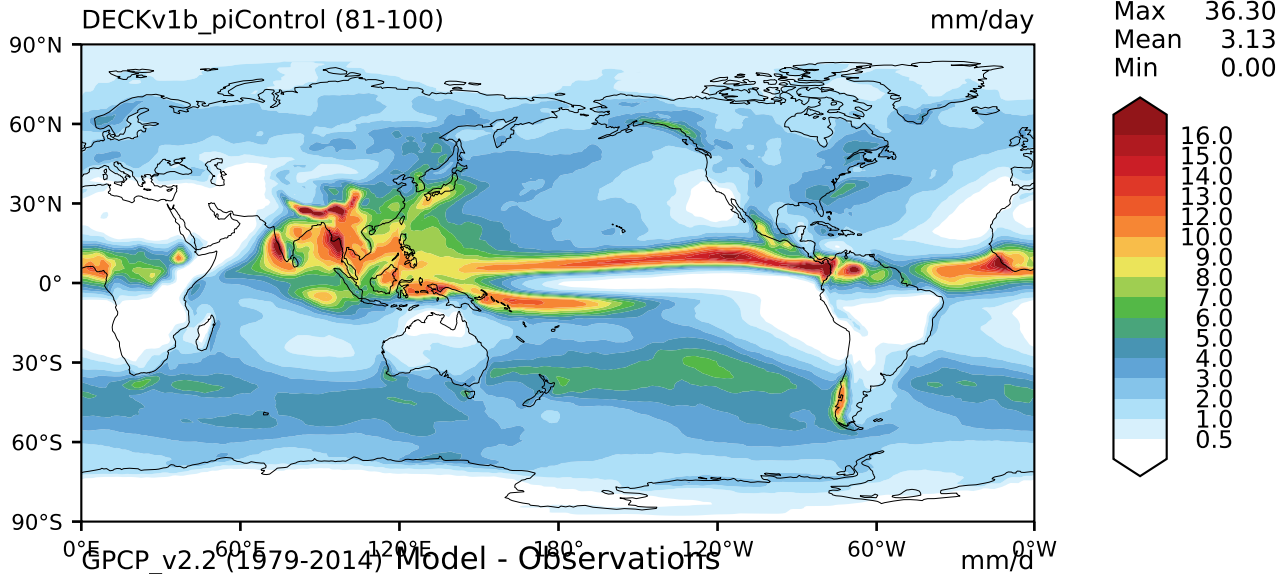 DECKv1b_piControl (81-100) mm/day
Max 36.30
Mean 3.13
Min 0.00
90°N
60°N
30°N
0°
30°S
60°S
90°S
0°E 60°E 120°E 180° 120°W 60°W 0°W
16.0
15.0
14.0
13.0
12.0
10.0
9.0
8.0
7.0
6.0
5.0
4.0
3.0
2.0
1.0
0.5
GPCP_v2.2 (1979-2014) Model - Observations mm/d